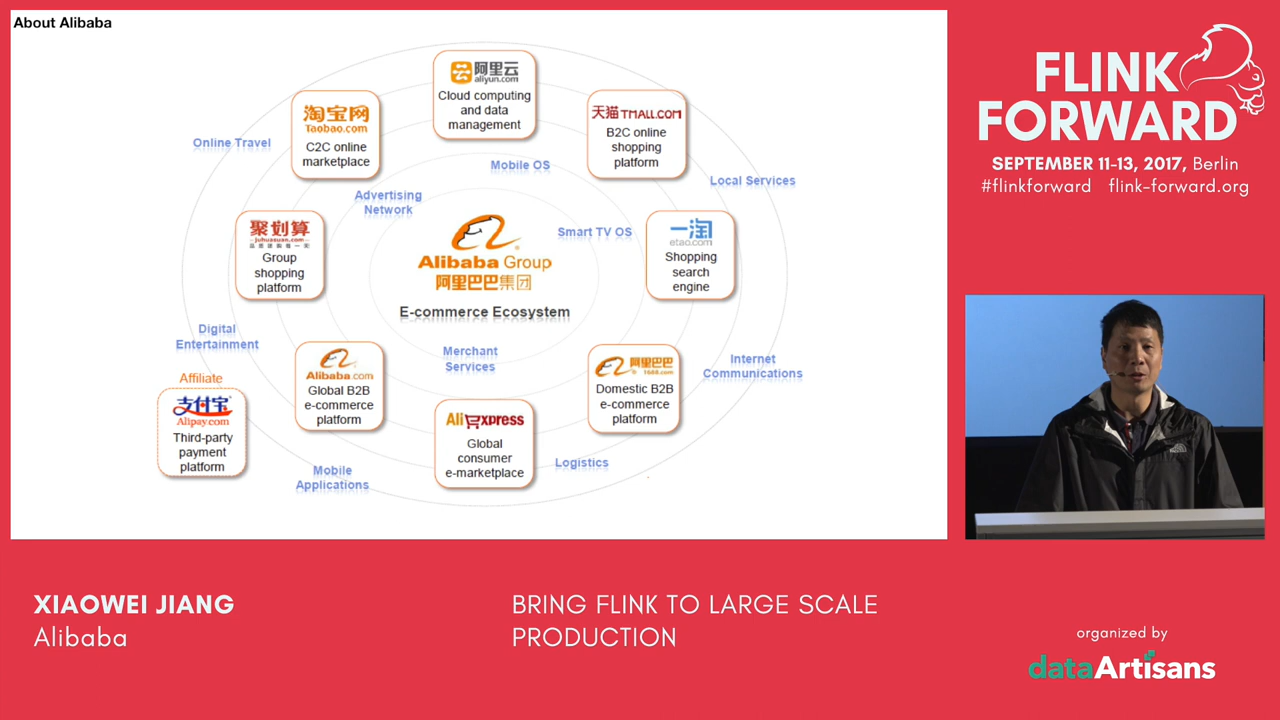 About Alibaba
阿里云
aliyun.com
Cloud computing
and data
management
淘宝网
Taobao.com
C2C online
marketplace
天猫 TMALL.COM
B2C online
shopping
platform
Online Travel
Mobile OS
Local Services
Advertising
Network
Smart TV OS
聚划算
juhuasuan.com
Group
shopping
platform
Alibaba Group
阿里巴巴集团
E-commerce Ecosystem
一淘
etao.com
Shopping
search
engine
Digital
Entertainment
Merchant
Services
Internet
Communications
Affiliate
支付宝
Alipay.com
Third-party
payment
platform
Alibaba.com
Global B2B
e-commerce
platform
AliExpress
Global
consumer
e-marketplace
阿里巴巴
1688.com
Domestic B2B
e-commerce
platform
Mobile
Applications
Logistics
FLINK
FORWARD
SEPTEMBER 11-13, 2017, Berlin
#flinkforward flink-forward.org
XIAOWEI JIANG
Alibaba
BRING FLINK TO LARGE SCALE
PRODUCTION
organized by
dataArtisans